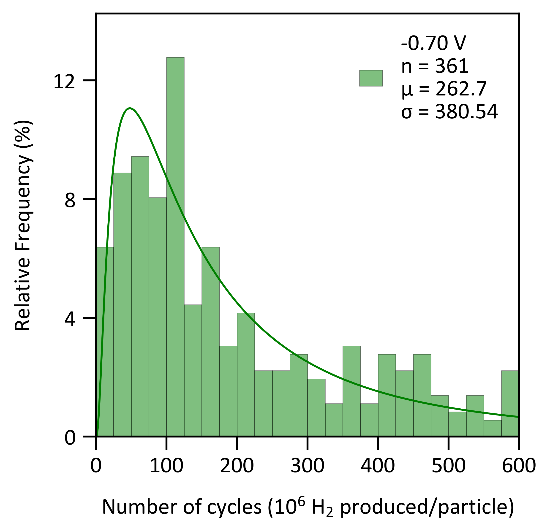 -0.70 V
n = 361
μ = 262.7
σ = 380.54
12
8
4
0
Relative Frequency (%)
0 100 200 300 400 500 600
Number of cycles (10⁶ H₂ produced/particle)